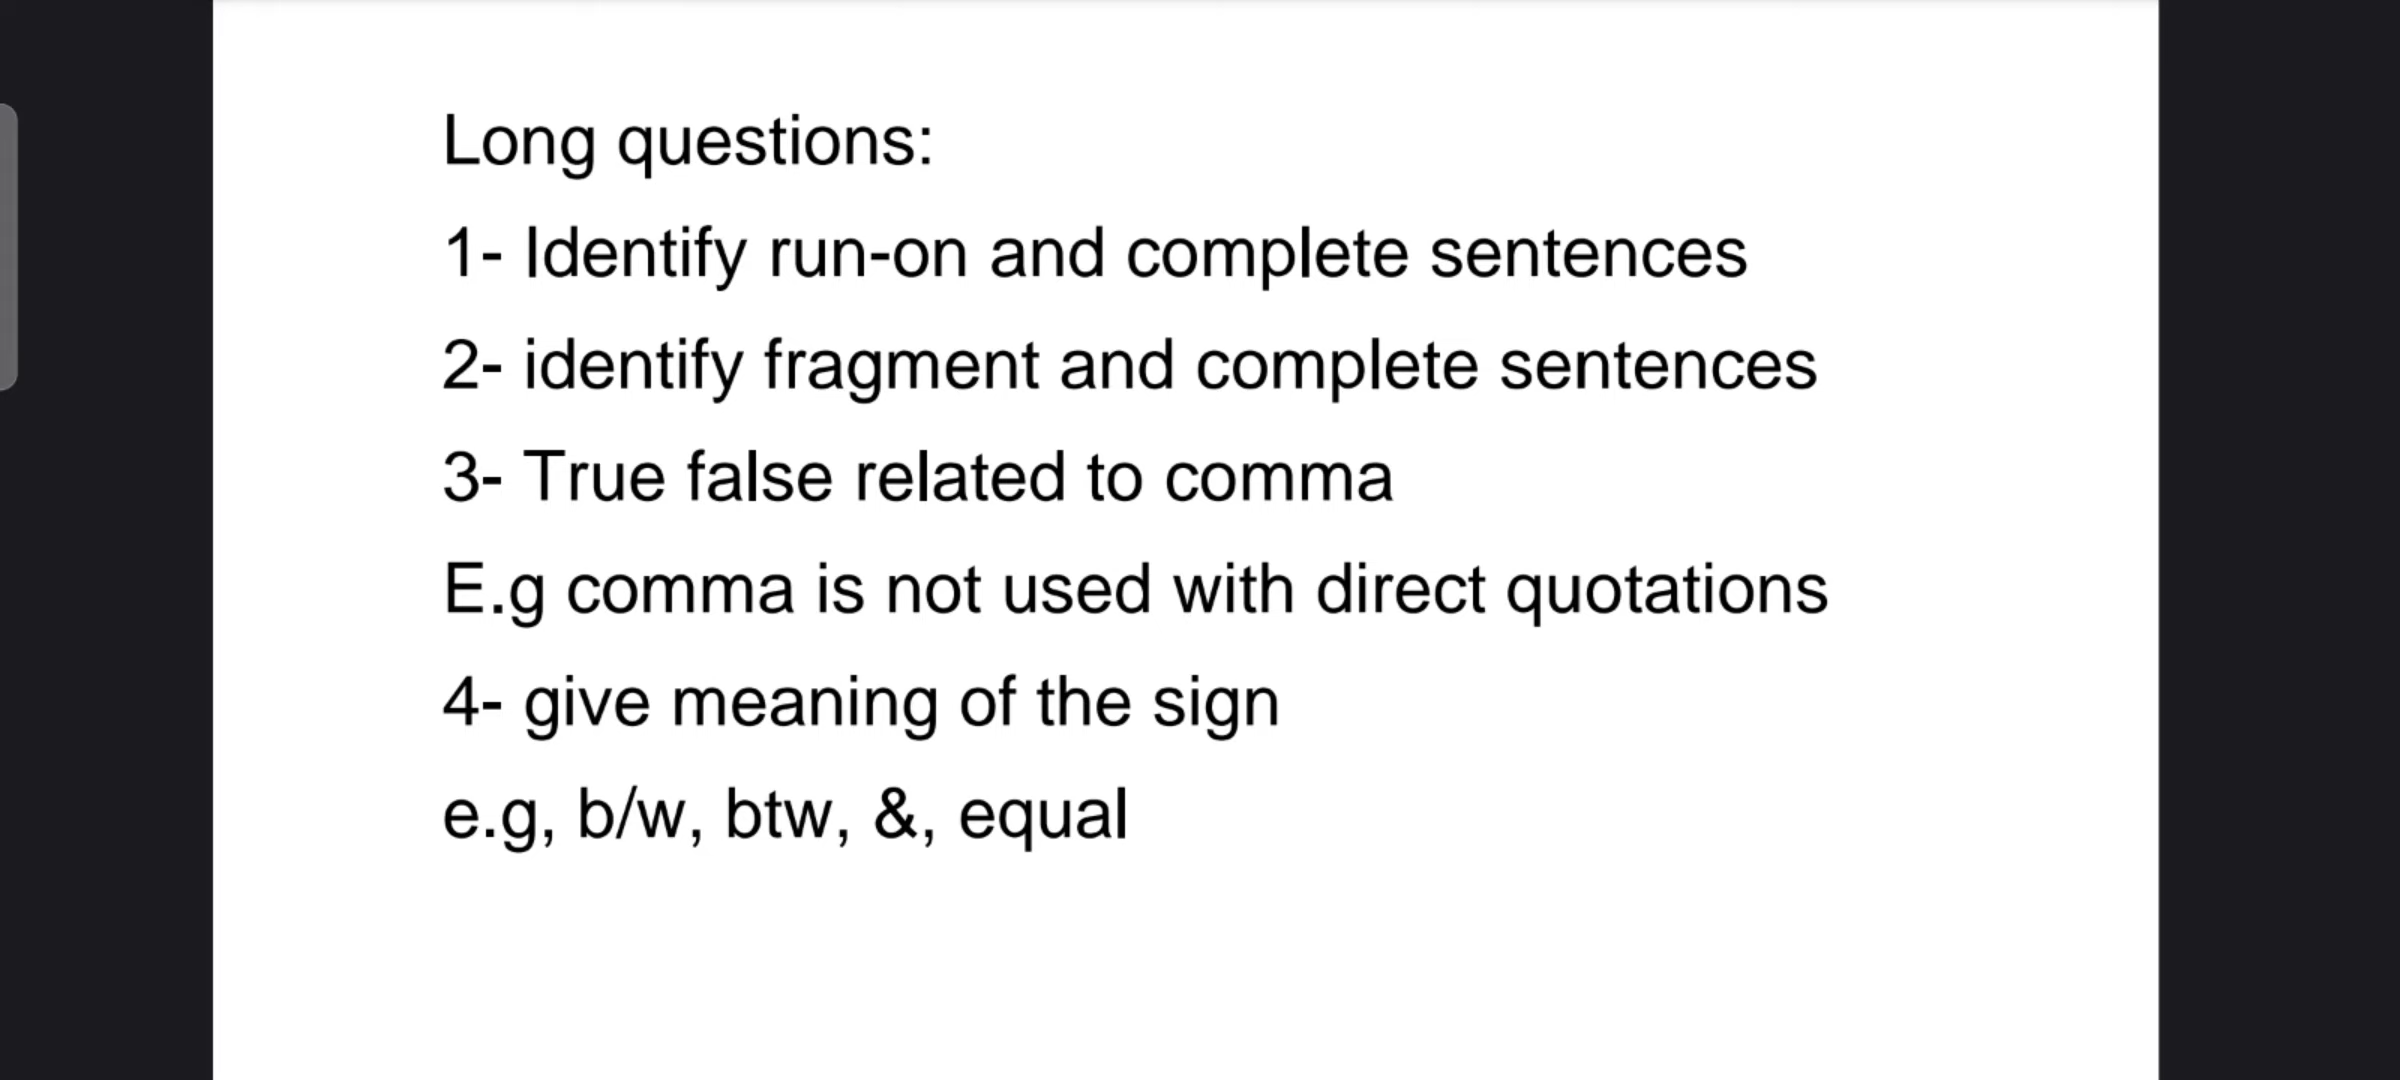 Long questions:
1- Identify run-on and complete sentences
2- identify fragment and complete sentences
3- True false related to comma
E.g comma is not used with direct quotations
4- give meaning of the sign
e.g, b/w, btw, &, equal